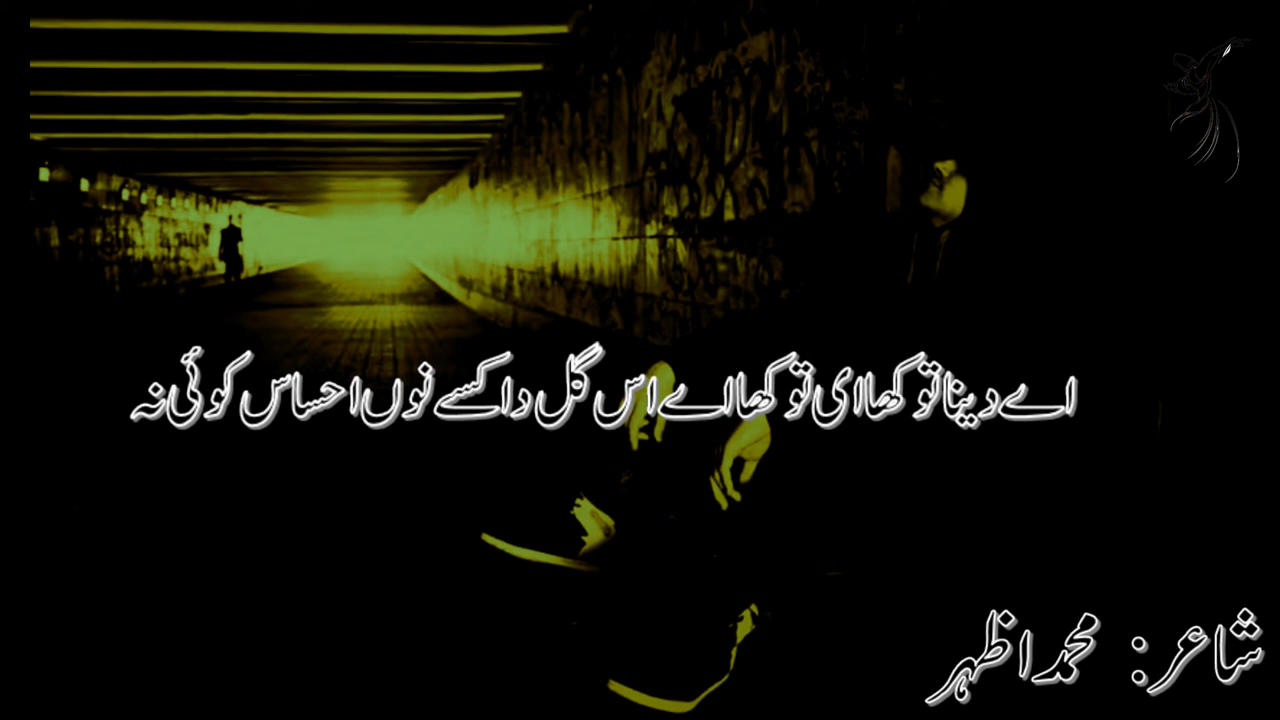 اے دینا تو کھا ای تو کھا اے اس گل دا کسے نوں احساس کوئی نہ
شاعر: محمد اظہر